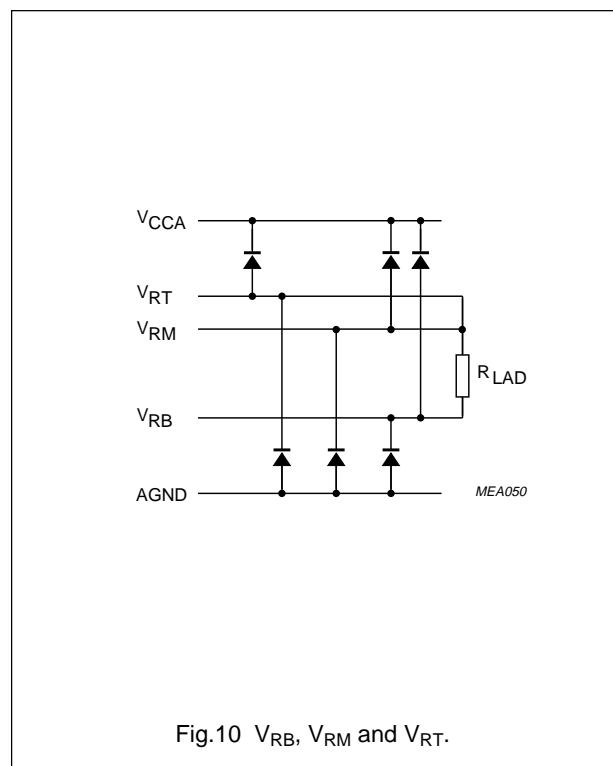 VCCA
VRT
VRM
RLAD
VRB
AGND
MEA050
Fig.10 VRB, VRM and VRT.